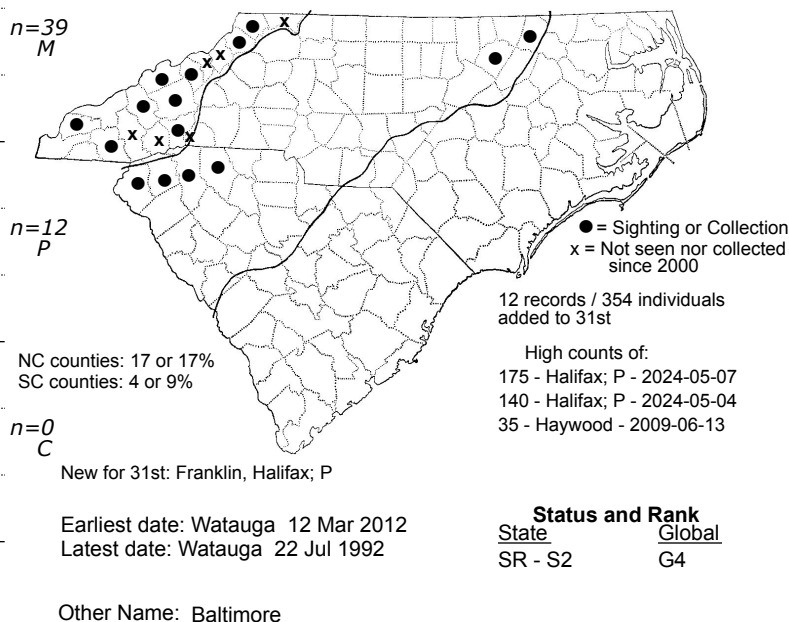 n=39
M
n=12
P
n=0
C
● = Sighting or Collection
x = Not seen nor collected
since 2000
12 records / 354 individuals
added to 31st
High counts of:
175 - Halifax; P - 2024-05-07
140 - Halifax; P - 2024-05-04
35 - Haywood - 2009-06-13
NC counties: 17 or 17%
SC counties: 4 or 9%
New for 31st: Franklin, Halifax; P
Earliest date: Watauga 12 Mar 2012
Latest date: Watauga 22 Jul 1992
Status and Rank
State Global
SR - S2 G4
Other Name: Baltimore